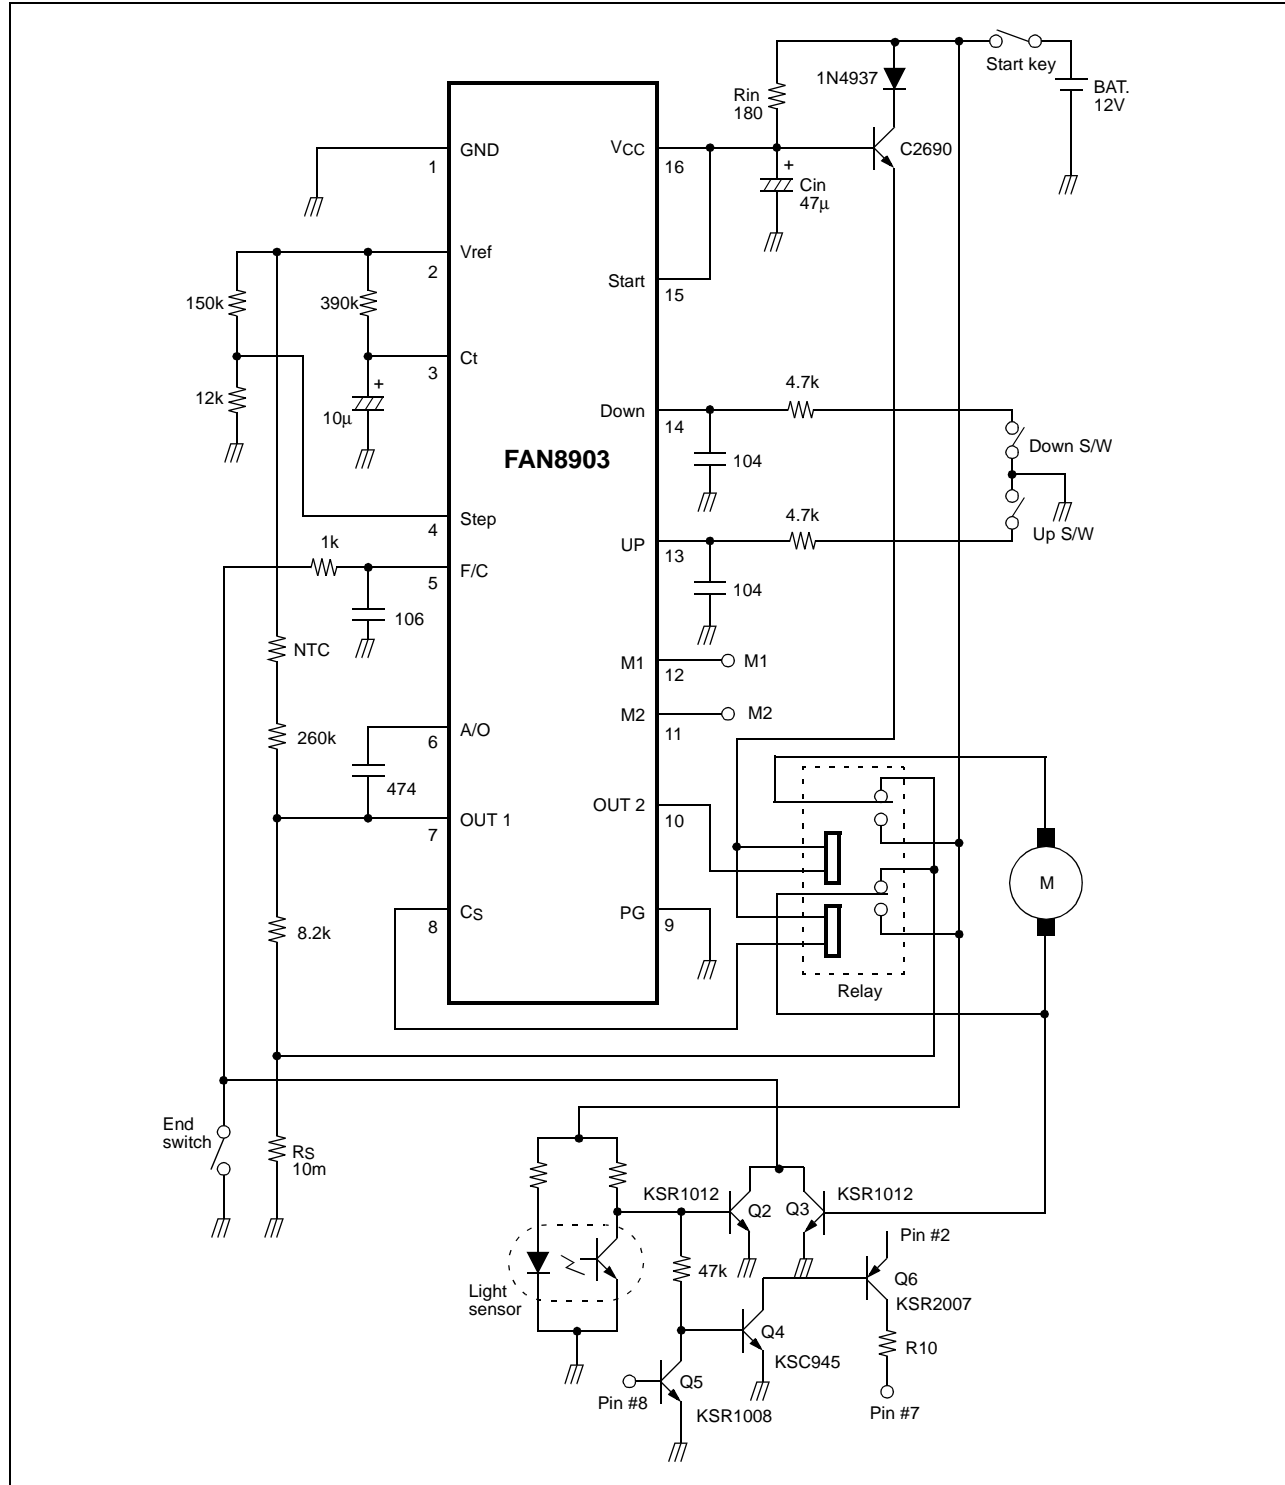 Start key
BAT.
12V
1N4937
Rin
180
C2690
GND
1
VCC
16
+
Cin
47µ
Vref
2
Start
15
150k
390k
Ct
3
+
10µ
12k
Down
14
4.7k
Down S/W
104
FAN8903
Step
4
4.7k
Up S/W
UP
13
1k
F/C
5
106
104
NTC
M1
12
M1
M2
11
M2
260k
A/O
6
474
OUT 2
10
OUT 1
7
M
8.2k
CS
8
PG
9
Relay
End
switch
RS
10m
KSR1012
Q2
Q3
KSR1012
Pin #2
47k
Q6
KSR2007
Light
sensor
Q4
KSC945
R10
Q5
Pin #8
KSR1008
Pin #7